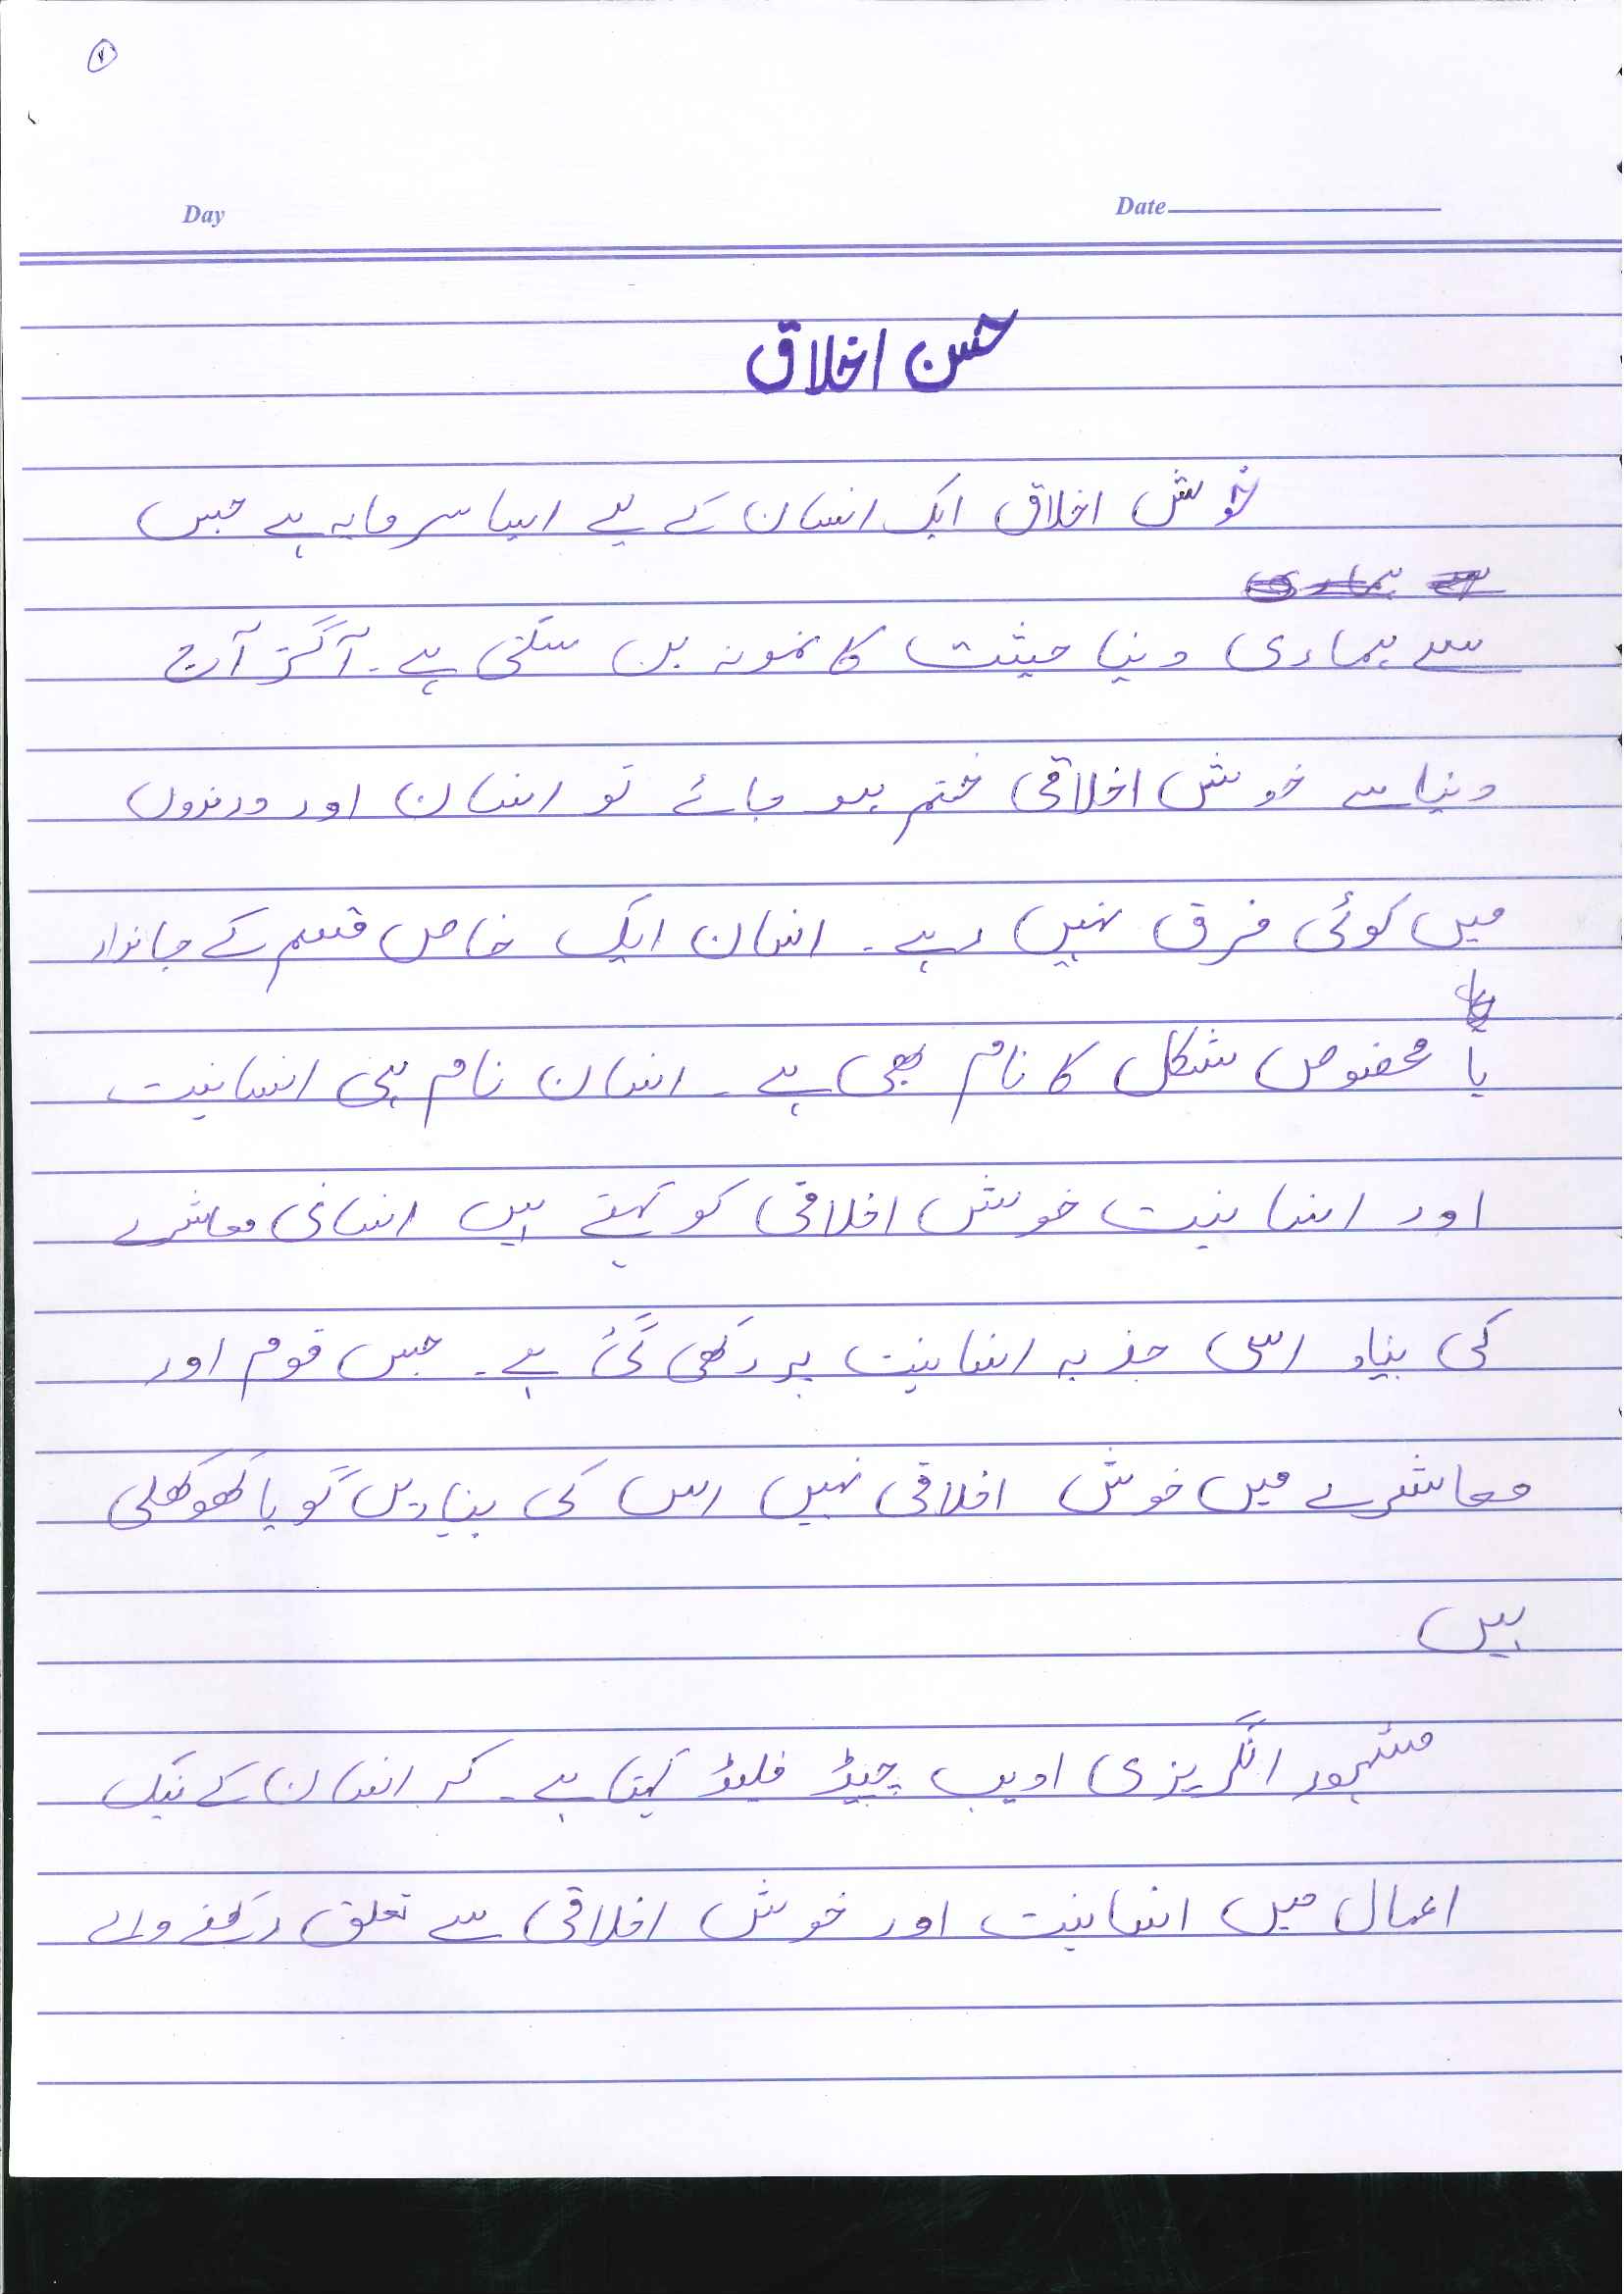 ۱
Day Date
حسن اخلاق
خوش اخلاق ایک انسان کے لیے ایسا سرمایہ ہے جس
سے ہماری
سے ہماری دنیا جنت کا نمونہ بن سکتی ہے۔ اگر آج
دنیا سے خوش اخلاقی ختم ہو جائے تو انسان اور درندوں
میں کوئی فرق نہیں رہے۔ انسان ایک خاص قسم کے جاندار
یا مخصوص شکل کا نام بھی ہے۔ انسان نام ہی انسانیت
اور انسانیت خوش اخلاقی کو کہتے ہیں انسانی معاشرے
کی بنیاد اسی جذبہ انسانیت پر رکھی گئی ہے۔ جس قوم اور
معاشرے میں خوش اخلاقی نہیں اس کی بنیادیں گویا کھوکھلی
ہیں
مشہور انگریزی ادیب چیڈ فلیڈ کہتا ہے۔ کہ انسان کے نیک
اعمال میں انسانیت اور خوش اخلاقی سے تعلق رکھنے والے